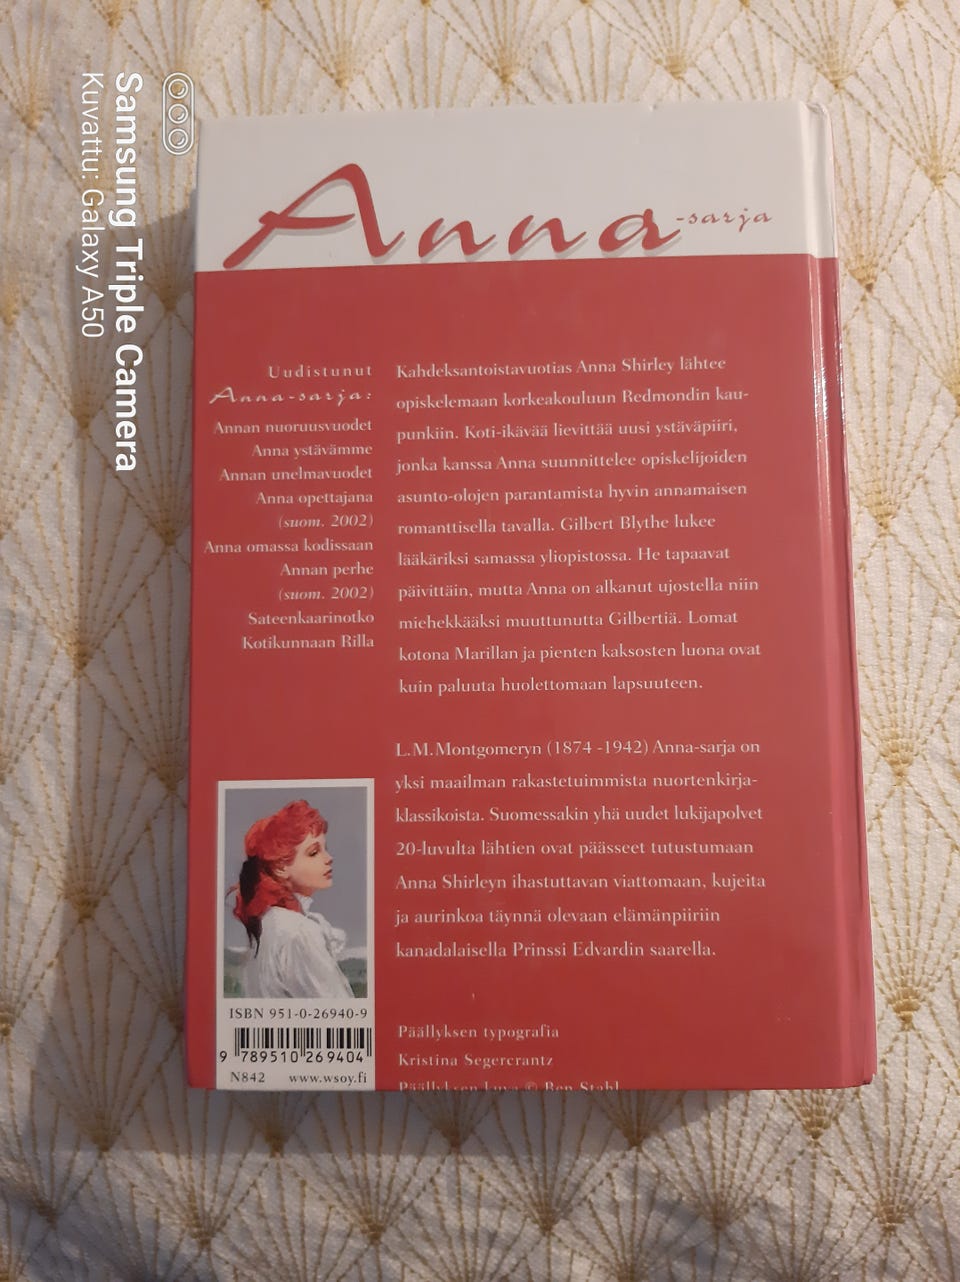 Samsung Triple Camera
Kuvattu: Galaxy A50
Anna-sarja
Uudistunut
Anna-sarja:
Annan nuoruusvuodet
Anna ystävämme
Annan unelmavuodet
Anna opettajana
(suom. 2002)
Anna omassa kodissaan
Annan perhe
(suom. 2002)
Sateenkaarinotko
Kotikunnaan Rilla
Kahdeksantoistavuotias Anna Shirley lähtee
opiskelemaan korkeakouluun Redmondin kau-
punkiin. Koti-ikävää lievittää uusi ystäväpiiri,
jonka kanssa Anna suunnittelee opiskelijoiden
asunto-olojen parantamista hyvin annamaisen
romanttisella tavalla. Gilbert Blythe lukee
lääkäriksi samassa yliopistossa. He tapaavat
päivittäin, mutta Anna on alkanut ujostella niin
miehekkääksi muuttunutta Gilbertiä. Lomat
kotona Marillan ja pienten kaksosten luona ovat
kuin paluuta huolettomaan lapsuuteen.
L.M.Montgomeryn (1874 -1942) Anna-sarja on
yksi maailman rakastetuimmista nuortenkirja-
klassikoista. Suomessakin yhä uudet lukijapolvet
20-luvulta lähtien ovat päässeet tutustumaan
Anna Shirleyn ihastuttavan viattomaan, kujeita
ja aurinkoa täynnä olevaan elämänpiiriin
kanadalaisella Prinssi Edvardin saarella.
Päällyksen typografia
Kristina Segercrantz
Päällyksen kuva © Ben Stahl
ISBN 951-0-26940-9
9 789510 269404
N842 www.wsoy.fi